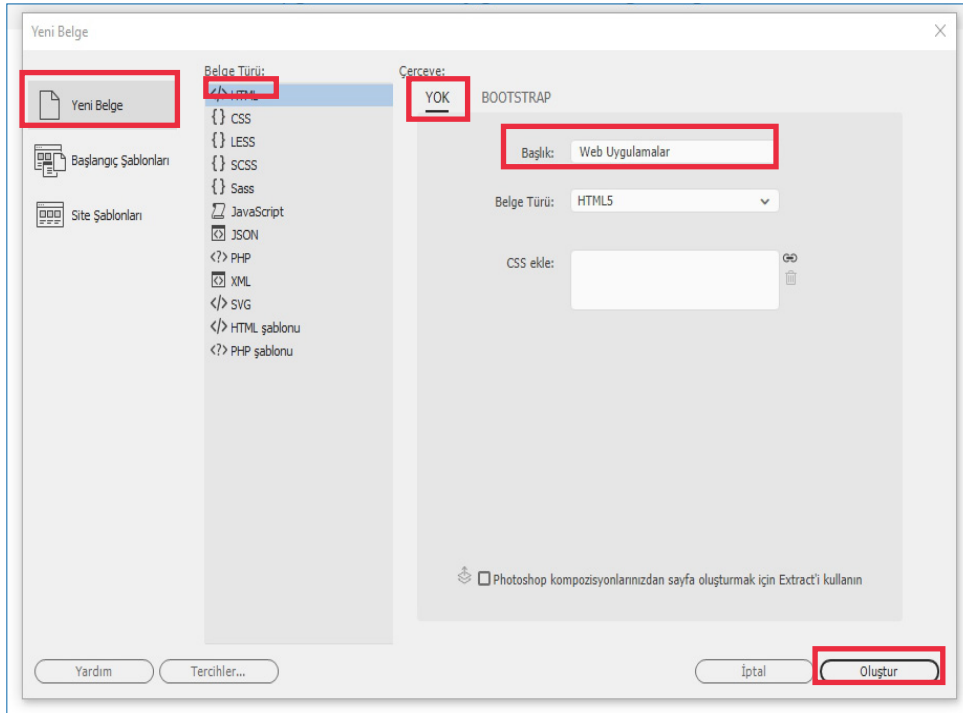 Yeni Belge
Yeni Belge
Başlangıç Şablonları
Site Şablonları
Belge Türü:
</> HTML
{} CSS
{} LESS
{} SCSS
{} Sass
JavaScript
JSON
<?> PHP
XML
</> SVG
</> HTML şablonu
<?> PHP şablonu
Çerçeve:
YOK BOOTSTRAP
Başlık: Web Uygulamalar
Belge Türü: HTML5
CSS ekle:
Photoshop kompozisyonlarınızdan sayfa oluşturmak için Extract'i kullanın
Yardım Tercihler... İptal Oluştur